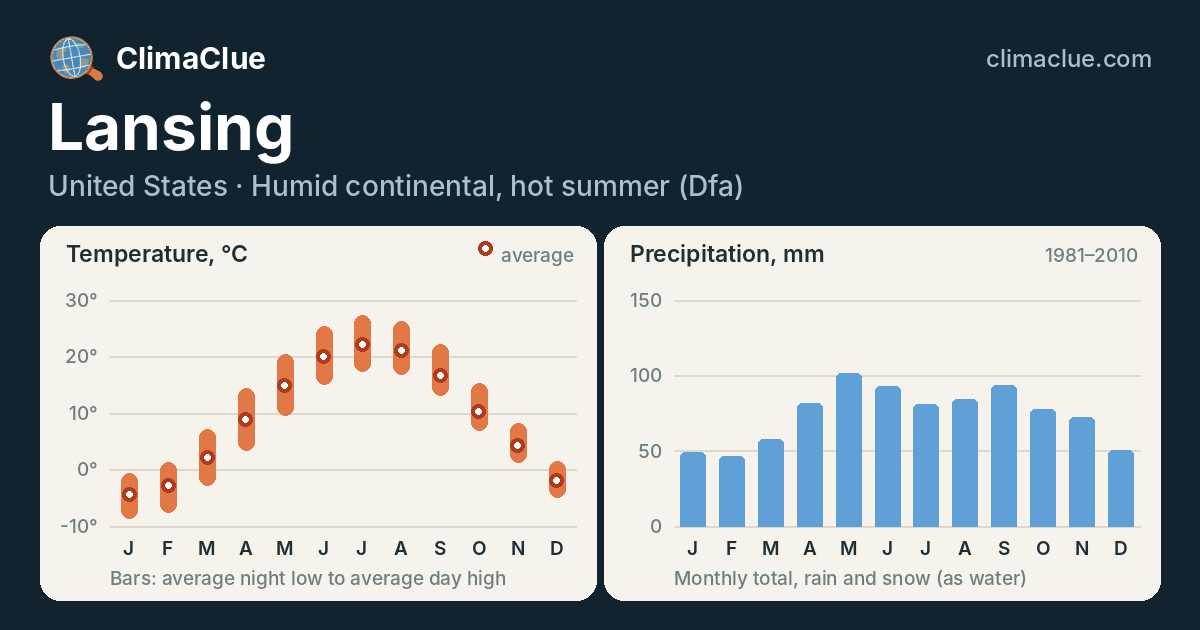 ClimaClue
climaclue.com
Lansing
United States · Humid continental, hot summer (Dfa)
Temperature, °C
average
30°
20°
10°
0°
-10°
J F M A M J J A S O N D
Bars: average night low to average day high
Precipitation, mm
1981–2010
150
100
50
0
J F M A M J J A S O N D
Monthly total, rain and snow (as water)